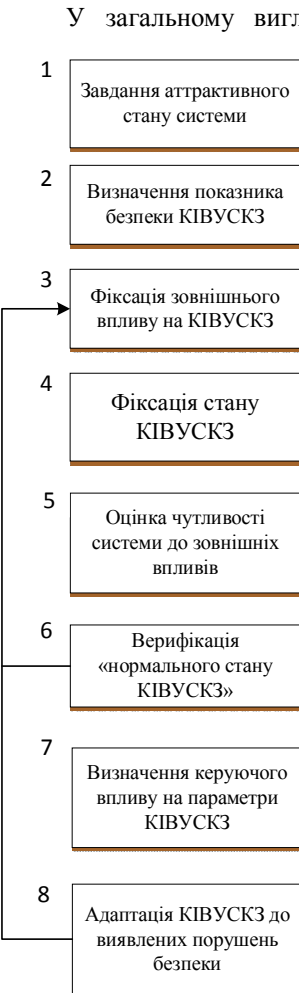 У загальному вигл
1
Завдання аттрактивного
стану системи
2
Визначення показника
безпеки КІВУСКЗ
3
Фіксація зовнішнього
впливу на КІВУСКЗ
4
Фіксація стану
КІВУСКЗ
5
Оцінка чутливості
системи до зовнішніх
впливів
6
Верифікація
«нормального стану
КІВУСКЗ»
7
Визначення керуючого
впливу на параметри
КІВУСКЗ
8
Адаптація КІВУСКЗ до
виявлених порушень
безпеки